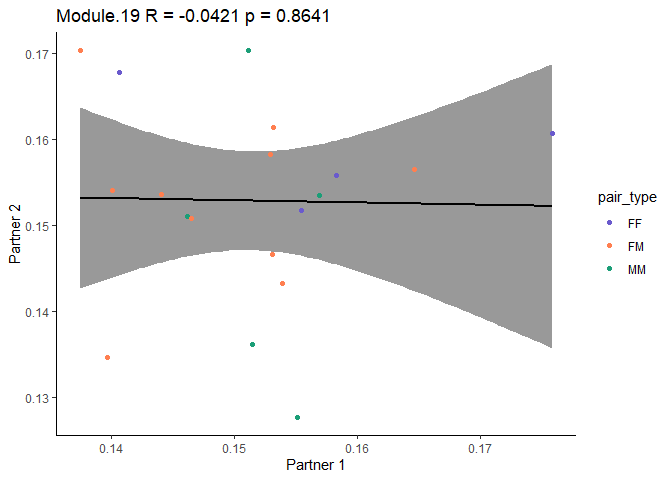 Module.19 R = -0.0421 p = 0.8641
0.17
0.16
0.15
0.14
0.13
Partner 2
0.14 0.15 0.16 0.17
Partner 1
pair_type
FF
FM
MM